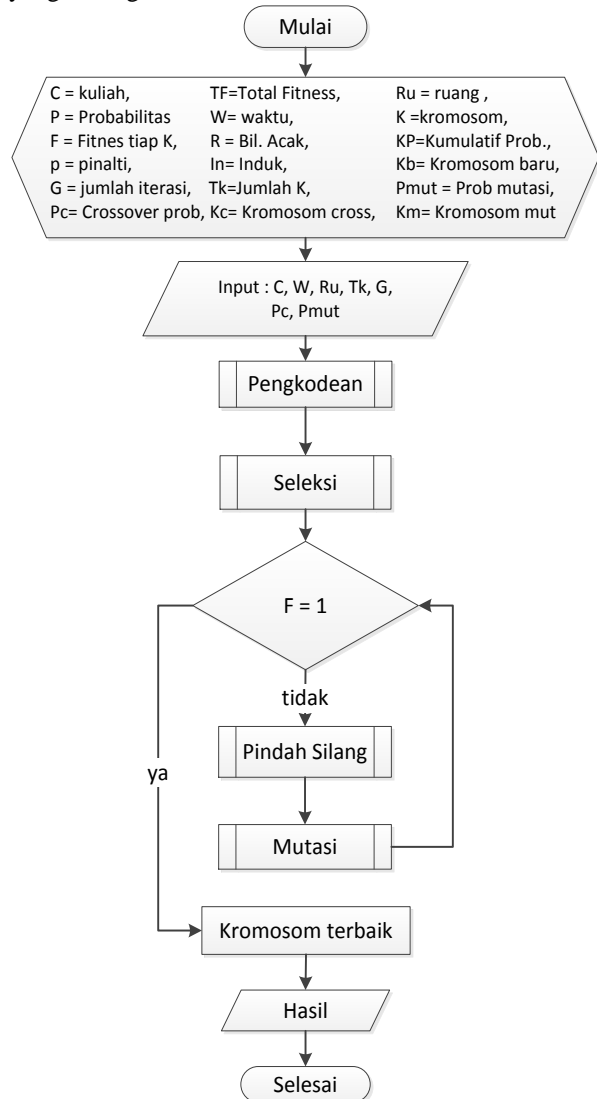 Mulai
C = kuliah, TF=Total Fitness, Ru = ruang ,
P = Probabilitas W= waktu, K =kromosom,
F = Fitnes tiap K, R = Bil. Acak, KP=Kumulatif Prob.,
p = pinalti, In= Induk, Kb= Kromosom baru,
G = jumlah iterasi, Tk=Jumlah K, Pmut = Prob mutasi,
Pc= Crossover prob, Kc= Kromosom cross, Km= Kromosom mut
Input : C, W, Ru, Tk, G,
Pc, Pmut
Pengkodean
Seleksi
F = 1
tidak
Pindah Silang
ya
Mutasi
Kromosom terbaik
Hasil
Selesai